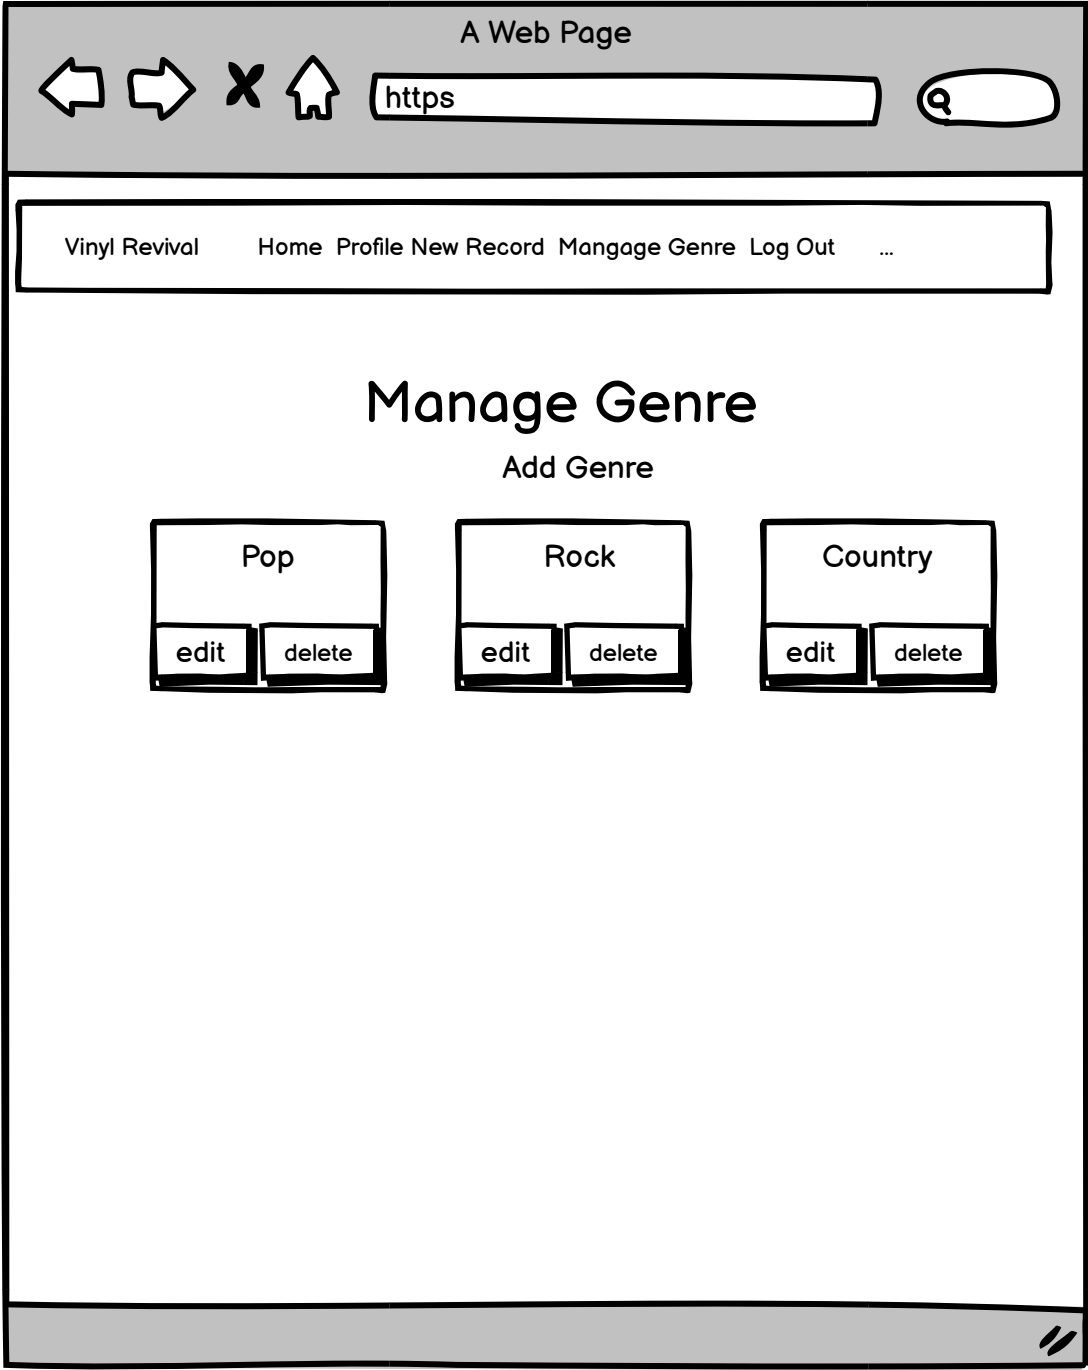 A Web Page
https
Vinyl Revival Home Profile New Record Mangage Genre Log Out ...
Manage Genre
Add Genre
Pop Rock Country
edit delete edit delete edit delete